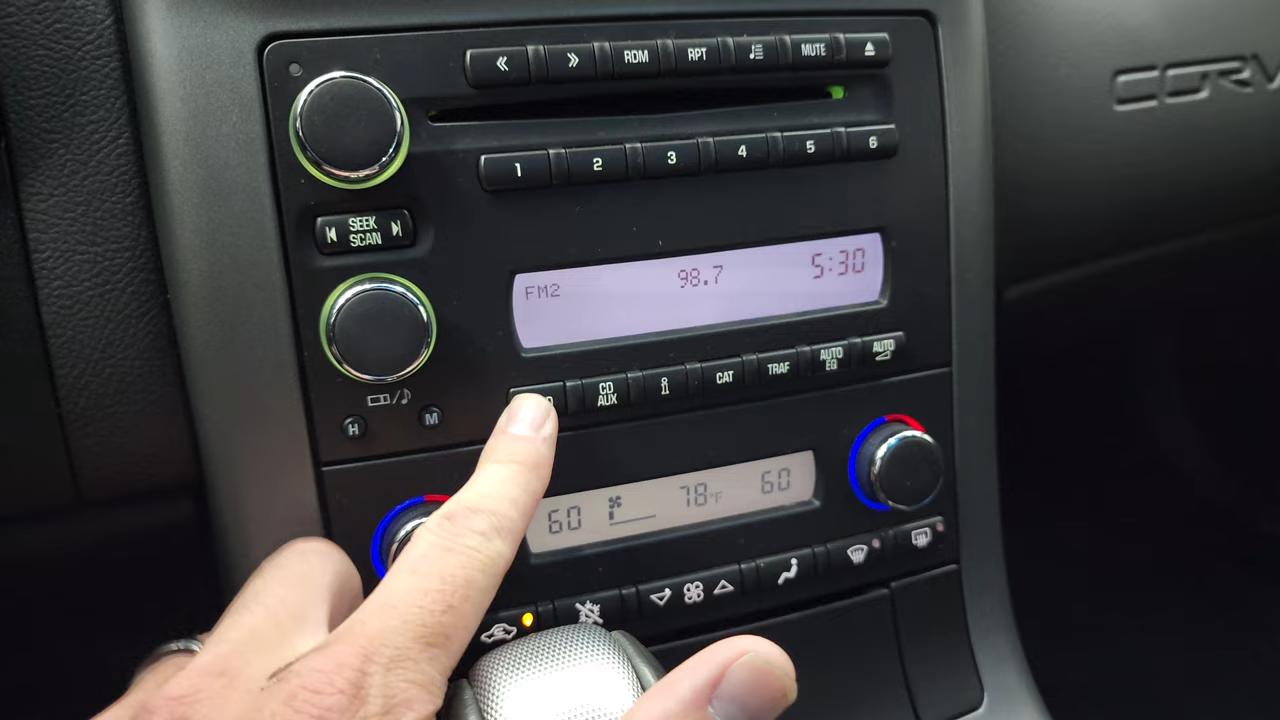 RDM RPT MUTE
CORV
1 2 3 4 5 6
SEEK
SCAN
FM2 98.7 5:30
CD
AUX
CAT TRAF
AUTO
EQ
AUTO
H M
60 78°F 60